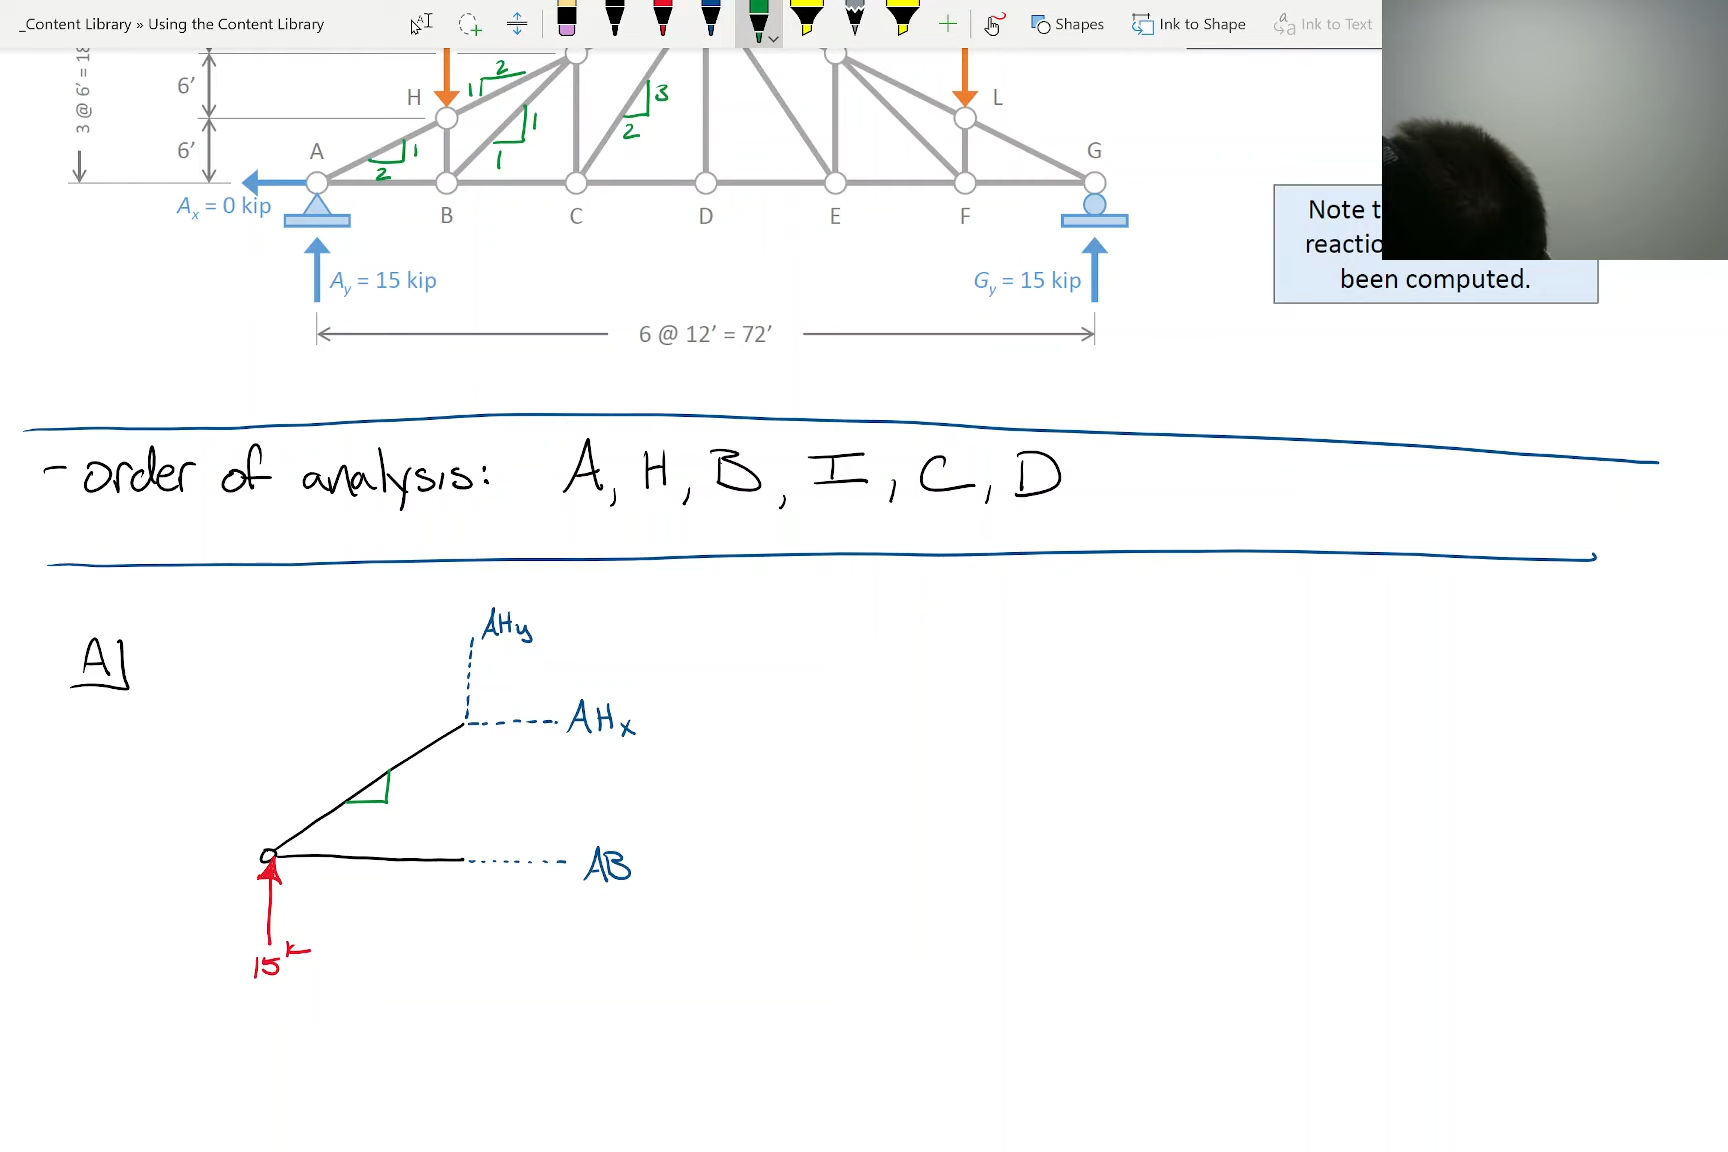 _Content Library » Using the Content Library
Shapes
Ink to Shape
Ink to Text
3 @ 6’ = 18
6’
6’
H
L
1 2
1
1
3
2
A
1
2
G
Aₓ = 0 kip
B
C
D
E
F
Note t
reactio
been computed.
A_y = 15 kip
G_y = 15 kip
6 @ 12’ = 72’
- order of analysis: A, H, B, I, C, D
A]
AHy
AHx
AB
15ᵏ